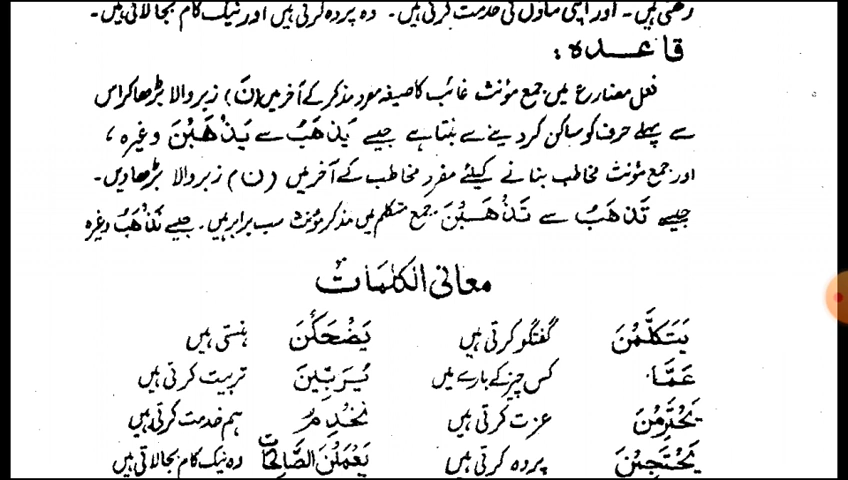 رکھتی ہیں۔ اور اپنی ماؤں کی خدمت کرتی ہیں۔ وہ پردہ کرتی ہیں اور نیک کام بجالاتی ہیں۔
قاعدہ :
فعل مضارع میں جمع مؤنث غائب کا صیغہ مفرد مذکر کے آخر میں (نَ) زبر والا بڑھا کر اس
سے پہلے حرف کو ساکن کر دینے سے بنتا ہے جیسے یَذْهَبُ سے یَذْهَبْنَ وغیرہ ،
اور جمع مؤنث مخاطب بنانے کیلئے مفرد مخاطب کے آخر میں (ن) زبر والا بڑھا دیں۔
جیسے تَذْهَبُ سے تَذْهَبْنَ۔ جمع متکلم میں مذکر مؤنث سب برابر ہیں۔ جیسے نَذْهَبُ وغیرہ
معانی الکلمات
یَتَکَلَّمْنَ گفتگو کرتی ہیں یَضْحَکْنَ ہنستی ہیں
عَمَّا کس چیز کے بارے میں یُرَبِّینَ تربیت کرتی ہیں
یَحْتَرِمْنَ عزت کرتی ہیں نَخْدِمُ ہم خدمت کرتی ہیں
یَحْتَجِبْنَ پردہ کرتی ہیں یَعْمَلْنَ الصَّالِحَاتِ وہ نیک کام بجالاتی ہیں